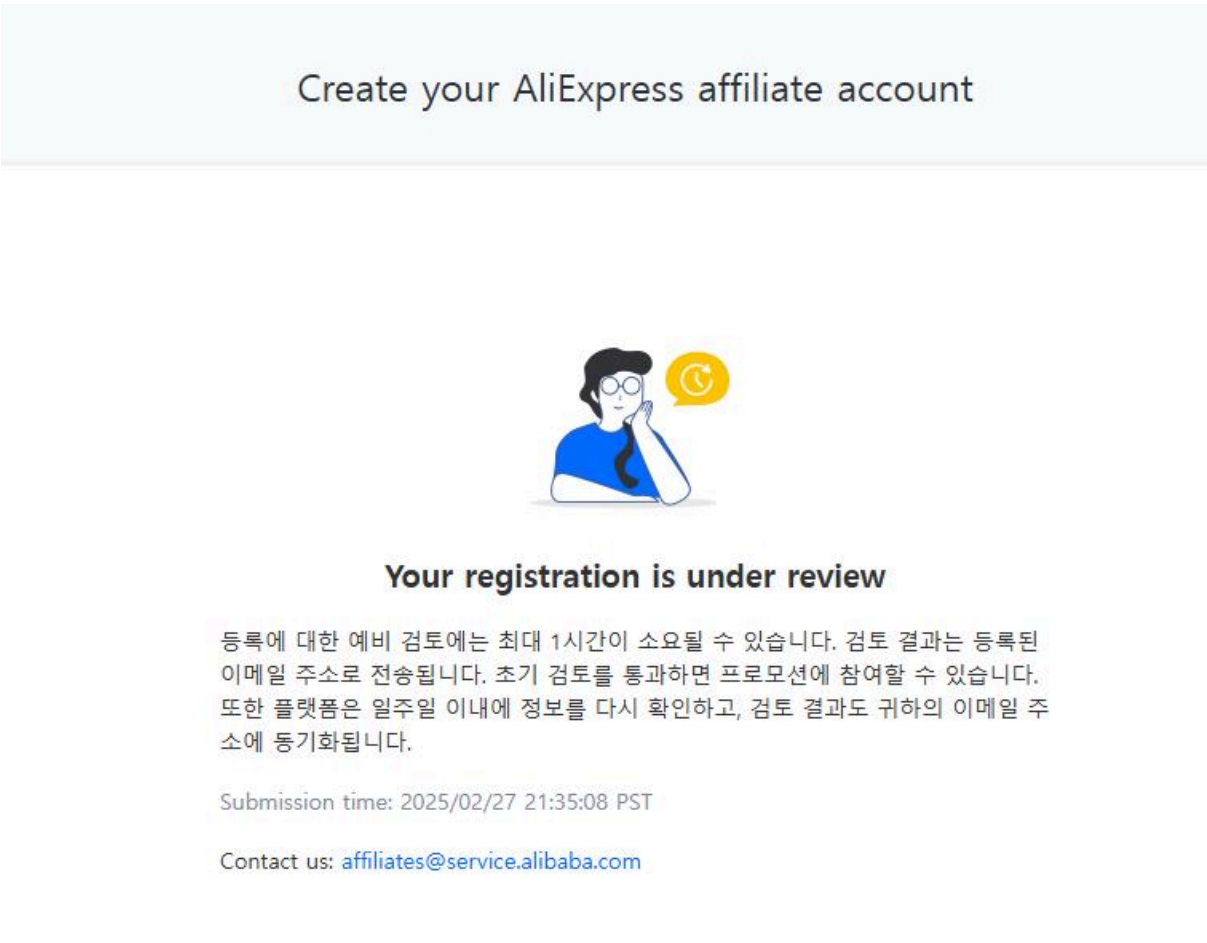 Create your AliExpress affiliate account
Your registration is under review
등록에 대한 예비 검토에는 최대 1시간이 소요될 수 있습니다. 검토 결과는 등록된
이메일 주소로 전송됩니다. 초기 검토를 통과하면 프로모션에 참여할 수 있습니다.
또한 플랫폼은 일주일 이내에 정보를 다시 확인하고, 검토 결과도 귀하의 이메일 주
소에 동기화됩니다.
Submission time: 2025/02/27 21:35:08 PST
Contact us: affiliates@service.alibaba.com